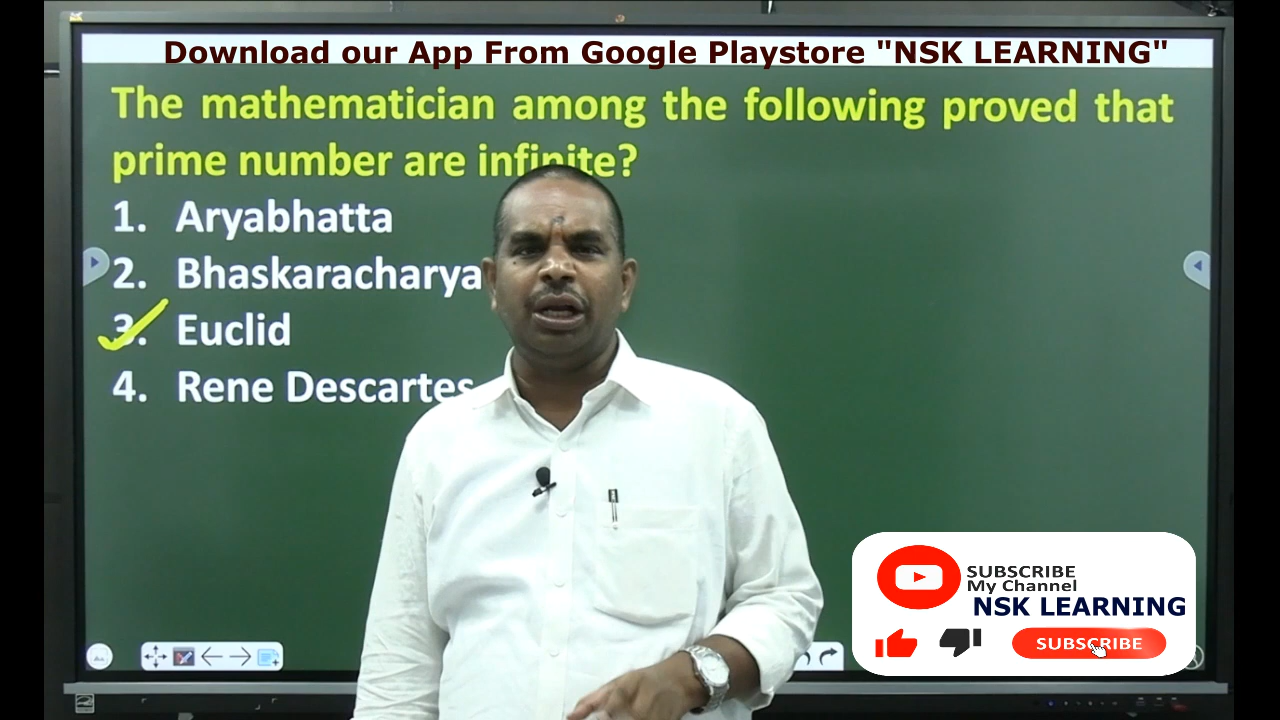 Download our App From Google Playstore "NSK LEARNING"
The mathematician among the following proved that
prime number are infinite?
1. Aryabhatta
2. Bhaskaracharya
3. Euclid
4. Rene Descartes
SUBSCRIBE
My Channel
NSK LEARNING
SUBSCRIBE